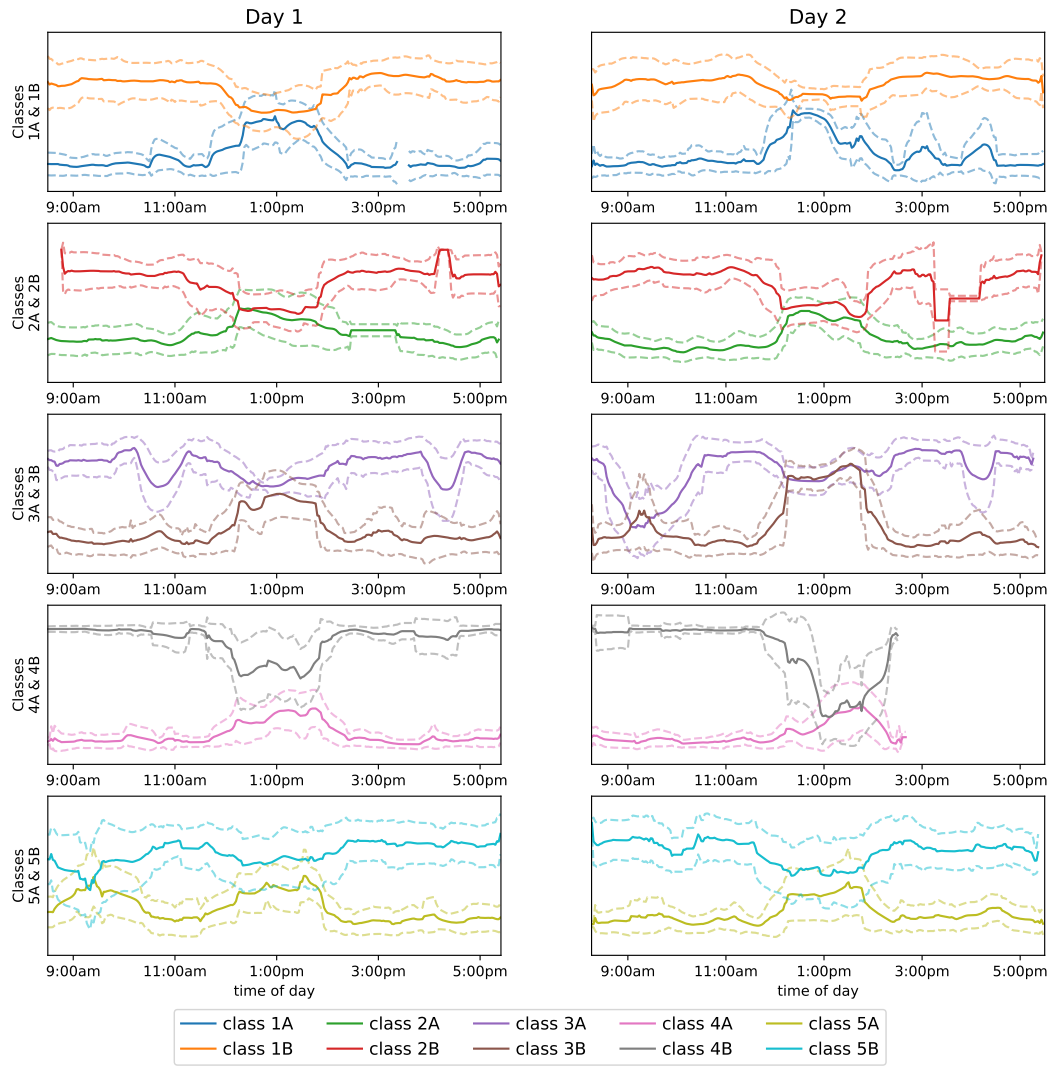 Day 1
Day 2
Classes
1A & 1B
9:00am 11:00am 1:00pm 3:00pm 5:00pm
9:00am 11:00am 1:00pm 3:00pm 5:00pm
Classes
2A & 2B
9:00am 11:00am 1:00pm 3:00pm 5:00pm
9:00am 11:00am 1:00pm 3:00pm 5:00pm
Classes
3A & 3B
9:00am 11:00am 1:00pm 3:00pm 5:00pm
9:00am 11:00am 1:00pm 3:00pm 5:00pm
Classes
4A & 4B
9:00am 11:00am 1:00pm 3:00pm 5:00pm
9:00am 11:00am 1:00pm 3:00pm 5:00pm
Classes
5A & 5B
9:00am 11:00am 1:00pm 3:00pm 5:00pm
9:00am 11:00am 1:00pm 3:00pm 5:00pm
time of day
time of day
class 1A class 2A class 3A class 4A class 5A
class 1B class 2B class 3B class 4B class 5B